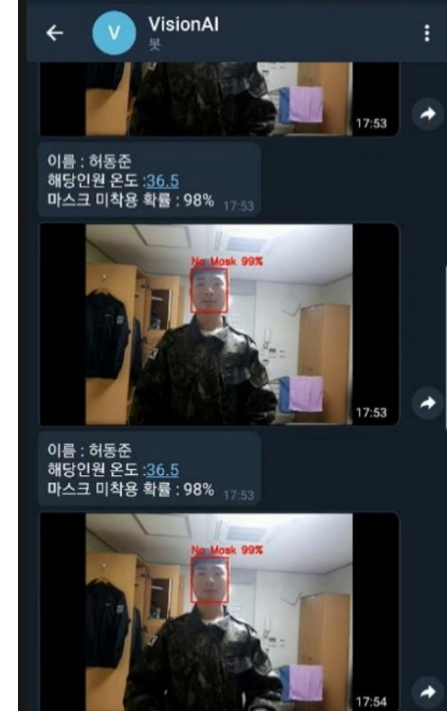 VisionAI
봇
17:53
이름 : 허동준
해당인원 온도 :36.5
마스크 미착용 확률 : 98% 17:53
No Mask 99%
17:53
이름 : 허동준
해당인원 온도 :36.5
마스크 미착용 확률 : 98% 17:53
No Mask 99%
17:54